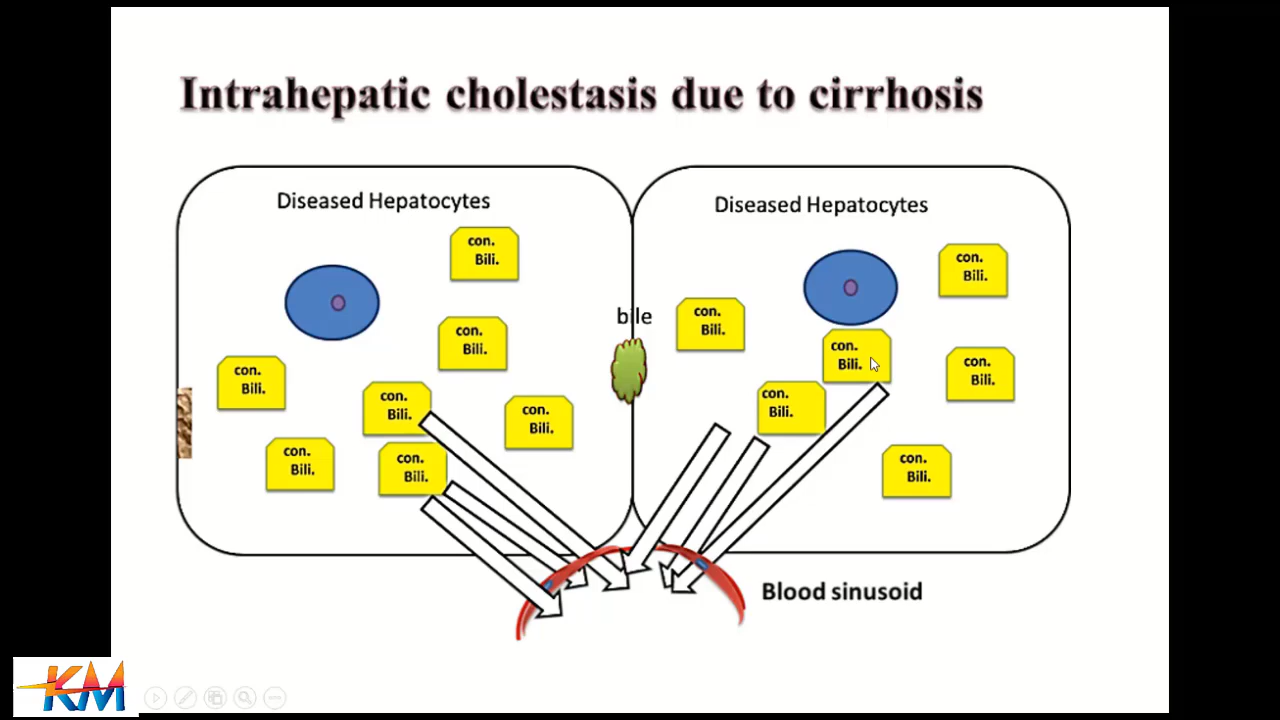 Intrahepatic cholestasis due to cirrhosis
Diseased Hepatocytes
Diseased Hepatocytes
con.
Bili.
con.
Bili.
con.
Bili.
con.
Bili.
con.
Bili.
con.
Bili.
con.
Bili.
bile
con.
Bili.
con.
Bili.
con.
Bili.
con.
Bili.
con.
Bili.
con.
Bili.
Blood sinusoid
KM